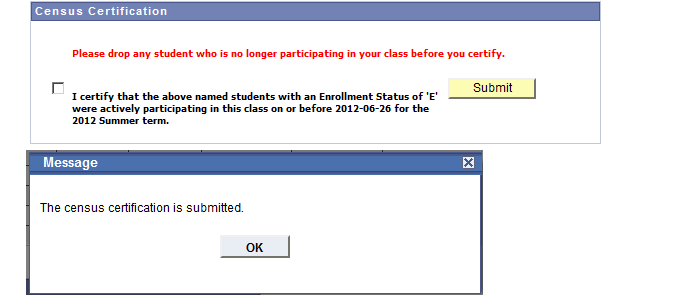 Census Certification
Please drop any student who is no longer participating in your class before you certify.
I certify that the above named students with an Enrollment Status of 'E'
were actively participating in this class on or before 2012-06-26 for the
2012 Summer term.
Submit
Message
The census certification is submitted.
OK